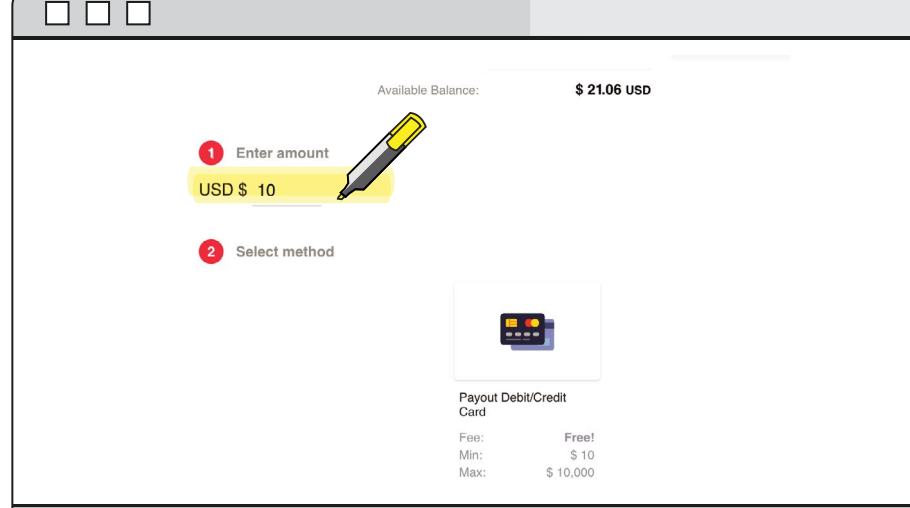 Available Balance: $ 21.06 USD
1 Enter amount
USD $ 10
2 Select method
Payout Debit/Credit
Card
Fee: Free!
Min: $ 10
Max: $ 10,000